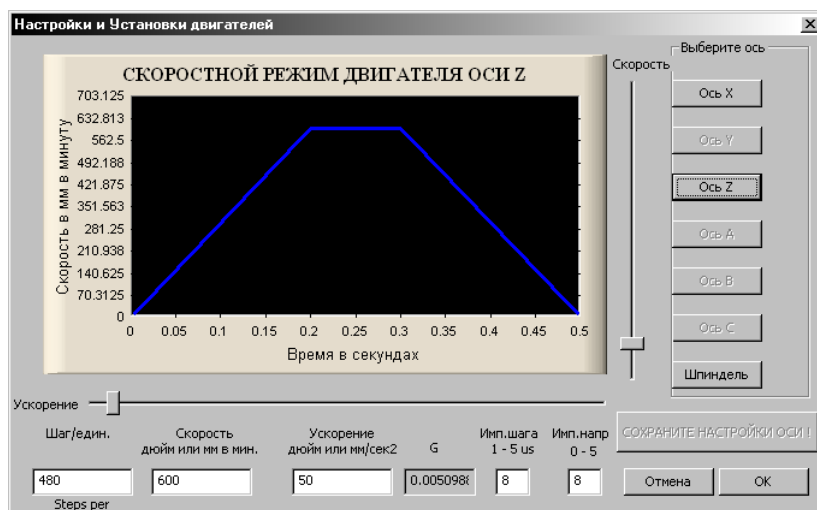 Настройки и Установки двигателей
СКОРОСТНОЙ РЕЖИМ ДВИГАТЕЛЯ ОСИ Z
Скорость в мм в минуту
703.125
632.813
562.5
492.188
421.875
351.563
281.25
210.938
140.625
70.3125
0
0 0.05 0.1 0.15 0.2 0.25 0.3 0.35 0.4 0.45 0.5
Время в секундах
Скорость
Выберите ось
Ось X
Ось Y
Ось Z
Ось A
Ось B
Ось C
Шпиндель
Ускорение
Шаг/един.
480
Steps per
Скорость
дюйм или мм в мин.
600
Ускорение
дюйм или мм/сек2
50
G
0.005098
Имп.шага
1 - 5 us
8
Имп.напр
0 - 5
8
СОХРАНИТЕ НАСТРОЙКИ ОСИ !
Отмена
OK